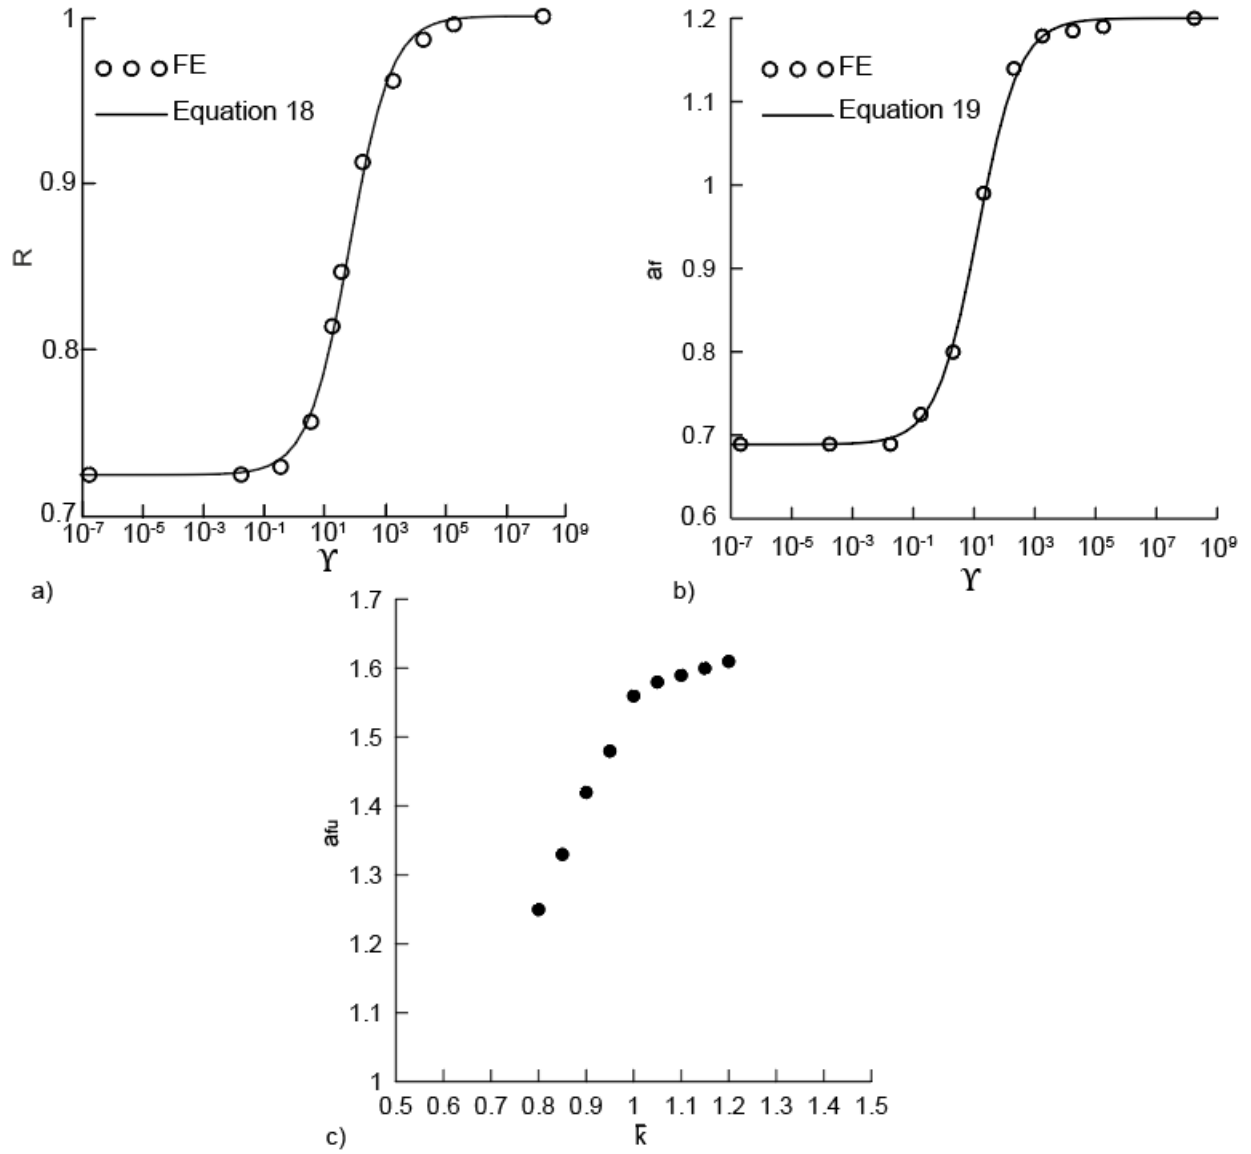 1
FE
Equation 18
0.9
R
0.8
0.7
10⁻⁷ 10⁻⁵ 10⁻³ 10⁻¹ 10¹ 10³ 10⁵ 10⁷ 10⁹
ϒ
a)
1.2
FE
1.1
Equation 19
1
af
0.9
0.8
0.7
0.6
10⁻⁷ 10⁻⁵ 10⁻³ 10⁻¹ 10¹ 10³ 10⁵ 10⁷ 10⁹
ϒ
b)
1.7
1.6
1.5
1.4
afu
1.3
1.2
1.1
1
0.5 0.6 0.7 0.8 0.9 1 1.1 1.2 1.3 1.4 1.5
k̄
c)